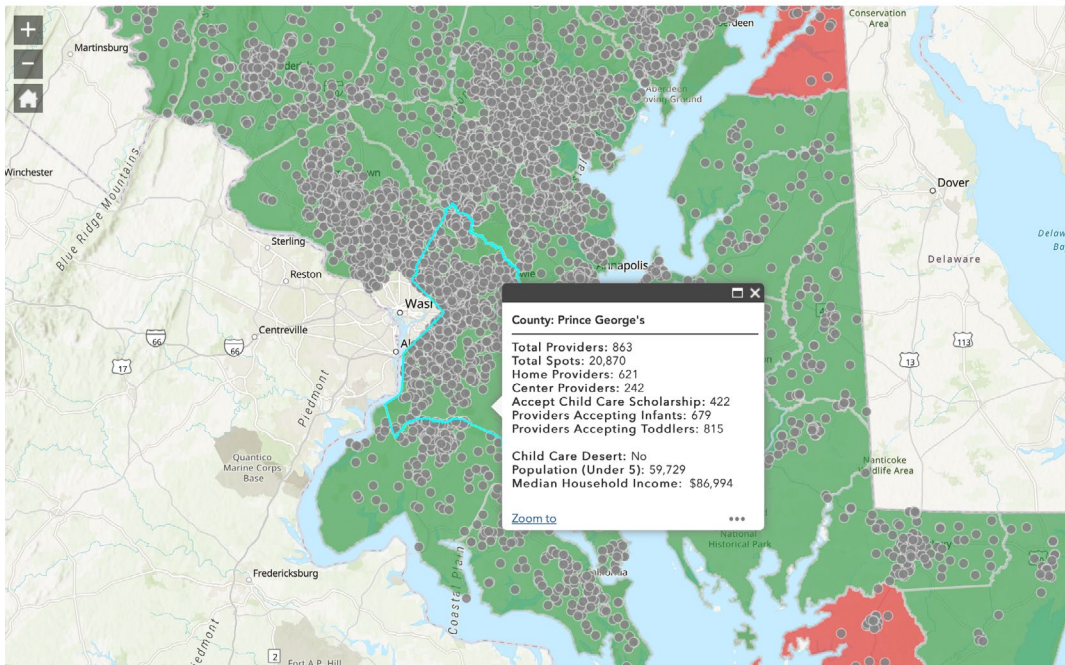 +
−
Martinsburg
Winchester
Blue Ridge Mountains
Sterling
Reston
Centreville
66
66
17
Piedmont
Quantico
Marine Corps
Base
Fredericksburg
Piedmont
2
Fort A.P. Hill
Coastal Plain
Aberdeen
Conservation
Area
Dover
Delaware
113
13
Nanticoke
Wildlife Area
National
Historical Park
County: Prince George's
Total Providers: 863
Total Spots: 20,870
Home Providers: 621
Center Providers: 242
Accept Child Care Scholarship: 422
Providers Accepting Infants: 679
Providers Accepting Toddlers: 815
Child Care Desert: No
Population (Under 5): 59,729
Median Household Income: $86,994
Zoom to